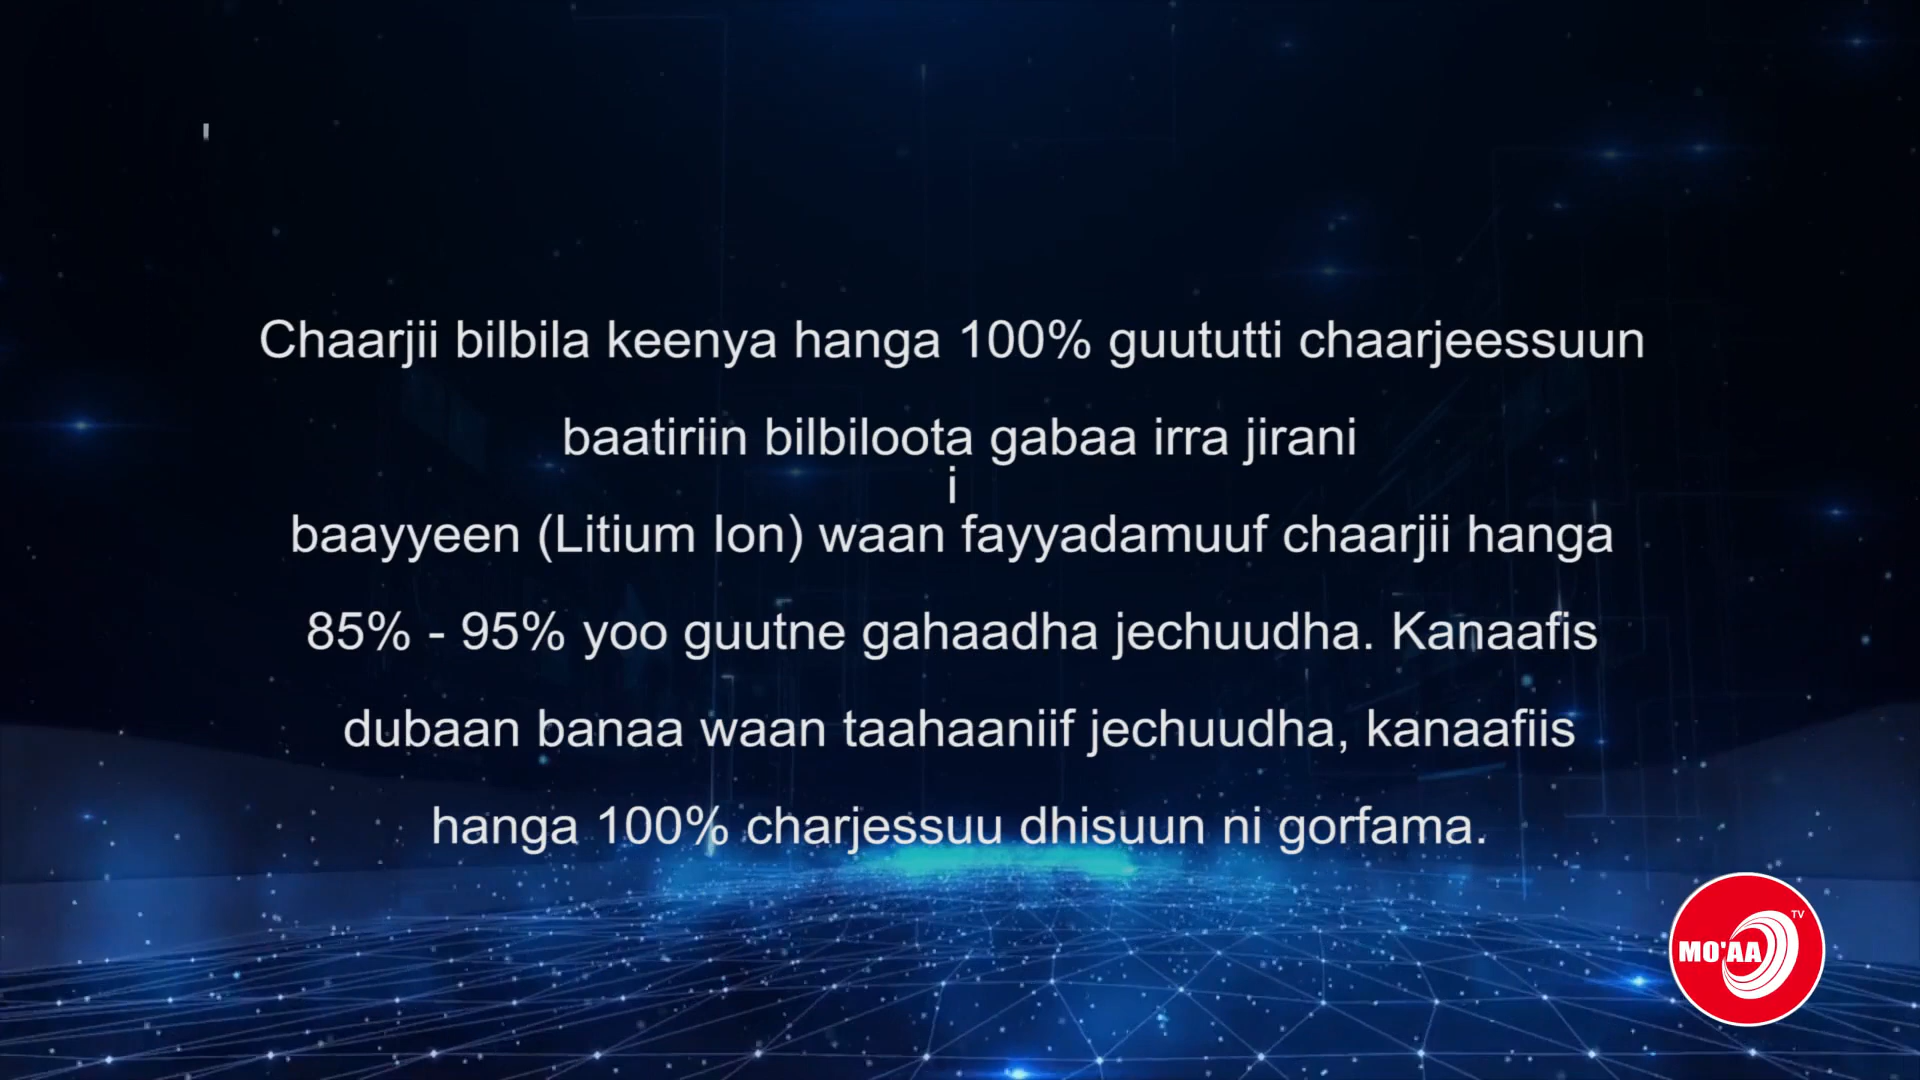 Chaarjii bilbila keenya hanga 100% guututti chaarjeessuun
baatiriin bilbiloota gabaa irra jirani
i
baayyeen (Litium Ion) waan fayyadamuuf chaarjii hanga
85% - 95% yoo guutne gahaadha jechuudha. Kanaafis
dubaan banaa waan taahaaniif jechuudha, kanaafiis
hanga 100% charjessuu dhisuun ni gorfama.
MO'AA TV